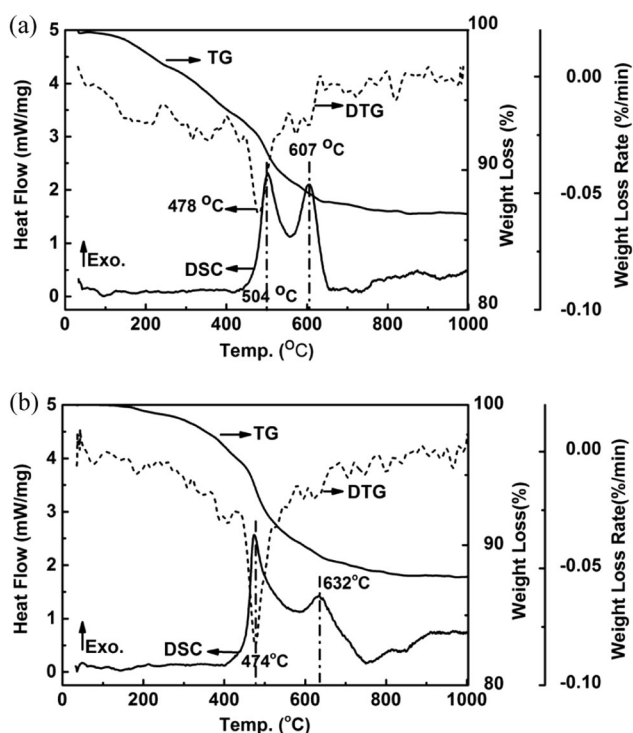 (a)
5
4
3
2
1
0
Heat Flow (mW/mg)
TG
DTG
607 °C
478 °C
Exo.
DSC
504 °C
0 200 400 600 800 1000
Temp. (°C)
100
90
80
Weight Loss (%)
0.00
-0.05
-0.10
Weight Loss Rate (%/min)
(b)
5
4
3
2
1
0
Heat Flow (mW/mg)
TG
DTG
632°C
Exo.
DSC
474°C
0 200 400 600 800 1000
Temp. (°C)
100
90
80
Weight Loss(%)
0.00
-0.05
-0.10
Weight Loss Rate(%/min)